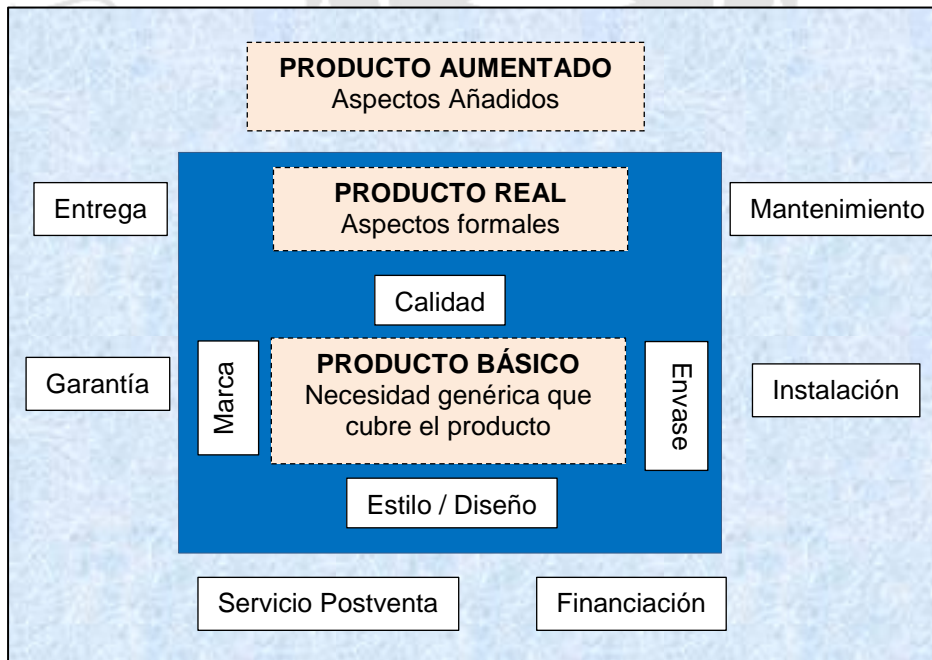 PRODUCTO AUMENTADO
Aspectos Añadidos
PRODUCTO REAL
Aspectos formales
Entrega
Mantenimiento
Calidad
PRODUCTO BÁSICO
Necesidad genérica que
cubre el producto
Marca
Envase
Garantía
Instalación
Estilo / Diseño
Servicio Postventa
Financiación